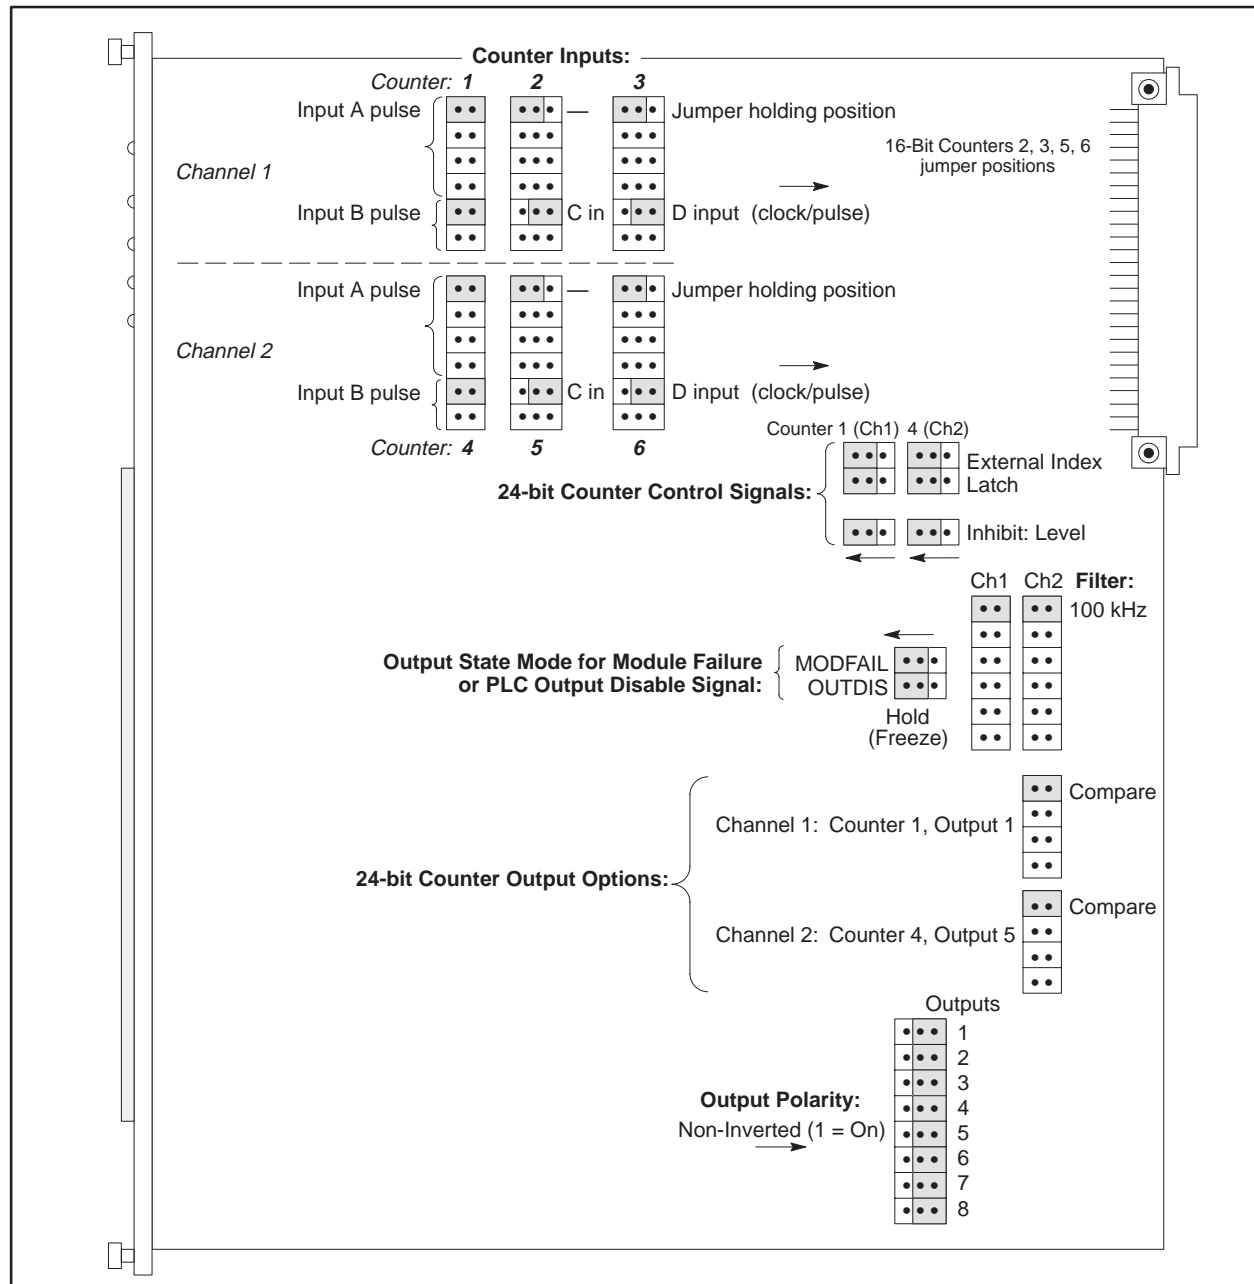 Counter Inputs:
Counter: 1 2 3
Input A pulse — Jumper holding position
16-Bit Counters 2, 3, 5, 6
jumper positions
Channel 1
Input B pulse C in D input (clock/pulse)
Input A pulse — Jumper holding position
Channel 2
Input B pulse C in D input (clock/pulse)
Counter: 4 5 6
Counter 1 (Ch1) 4 (Ch2)
External Index
24-bit Counter Control Signals: Latch
Inhibit: Level
Ch1 Ch2 Filter:
100 kHz
Output State Mode for Module Failure MODFAIL
or PLC Output Disable Signal: OUTDIS
Hold
(Freeze)
Compare
Channel 1: Counter 1, Output 1
24-bit Counter Output Options:
Compare
Channel 2: Counter 4, Output 5
Outputs
1
2
3
Output Polarity: 4
Non-Inverted (1 = On) 5
6
7
8